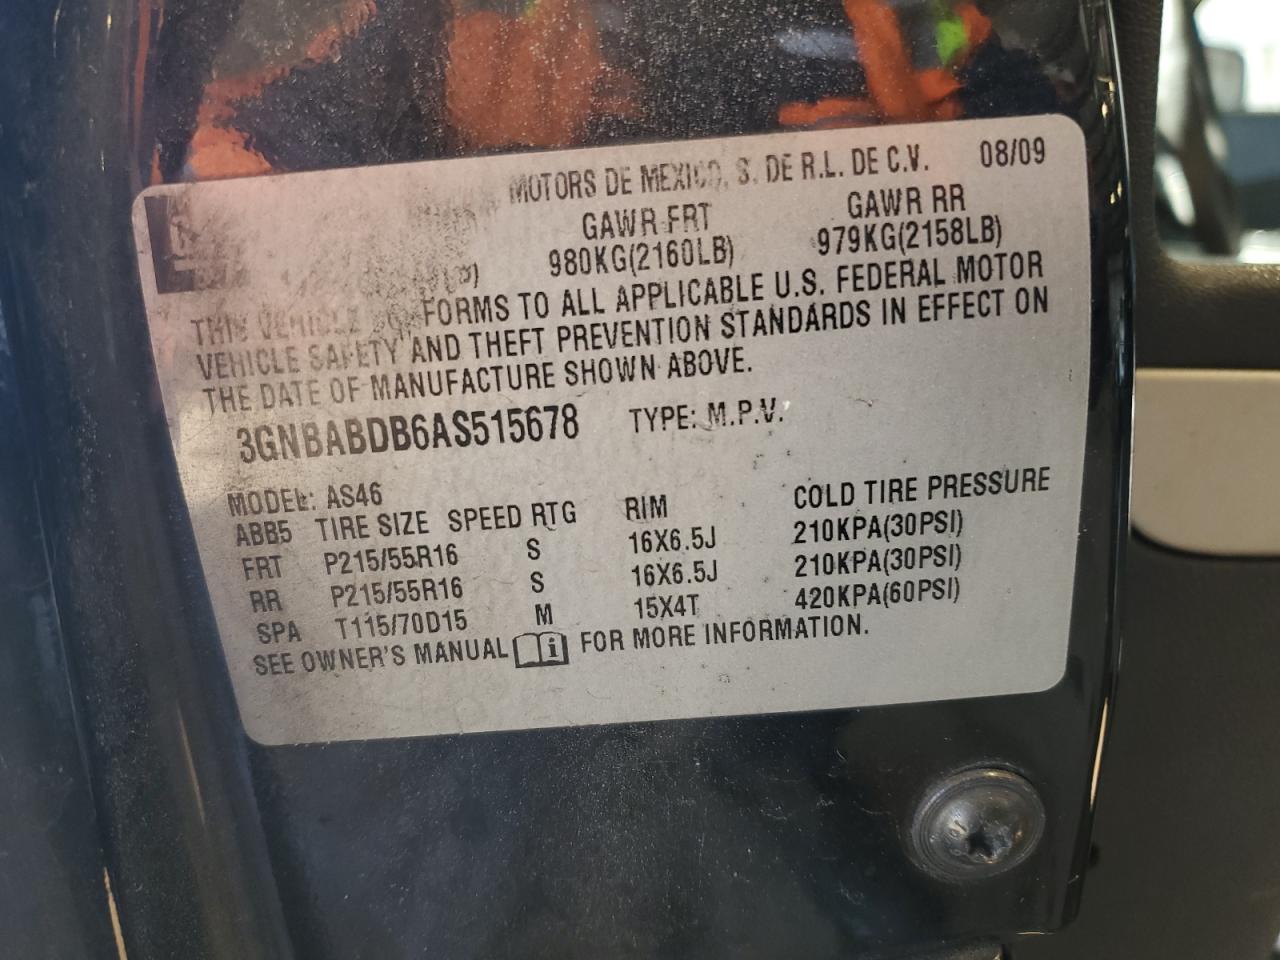 MOTORS DE MEXICO, S. DE R.L. DE C.V. 08/09
GAWR FRT GAWR RR
980KG(2160LB) 979KG(2158LB)
THIS VEHICLE FORMS TO ALL APPLICABLE U.S. FEDERAL MOTOR
VEHICLE SAFETY AND THEFT PREVENTION STANDARDS IN EFFECT ON
THE DATE OF MANUFACTURE SHOWN ABOVE.
3GNBABDB6AS515678 TYPE: M.P.V.
MODEL: AS46
ABB5 TIRE SIZE SPEED RTG RIM COLD TIRE PRESSURE
FRT P215/55R16 S 16X6.5J 210KPA(30PSI)
RR P215/55R16 S 16X6.5J 210KPA(30PSI)
SPA T115/70D15 M 15X4T 420KPA(60PSI)
SEE OWNER'S MANUAL FOR MORE INFORMATION.